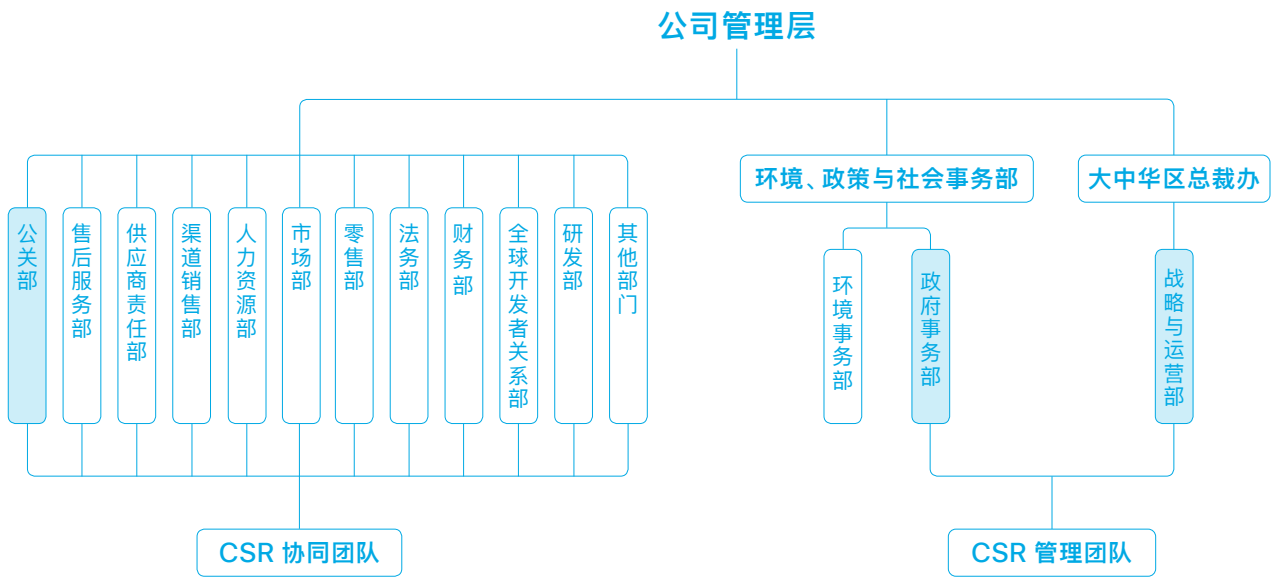 公司管理层
环境、政策与社会事务部
大中华区总裁办
公关部
售后服务部
供应商责任部
渠道销售部
人力资源部
市场部
零售部
法务部
财务部
全球开发者关系部
研发部
其他部门
环境事务部
政府事务部
战略与运营部
CSR 协同团队
CSR 管理团队